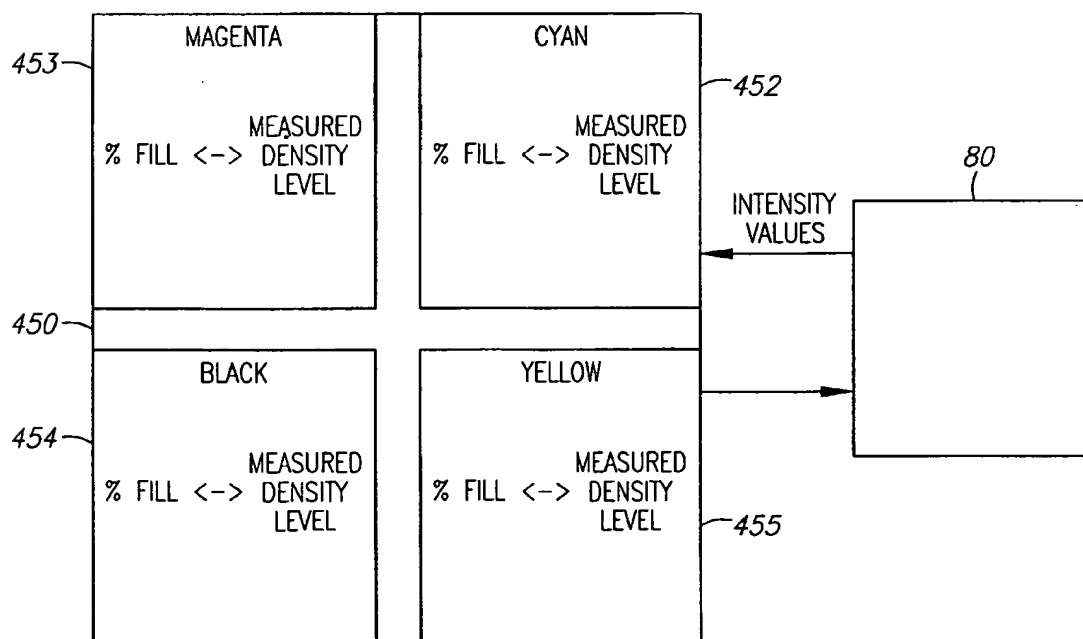 MAGENTA
453
% FILL <-> MEASURED
DENSITY
LEVEL
CYAN
452
% FILL <-> MEASURED
DENSITY
LEVEL
80
INTENSITY
VALUES
450
BLACK
454
% FILL <-> MEASURED
DENSITY
LEVEL
YELLOW
455
% FILL <-> MEASURED
DENSITY
LEVEL